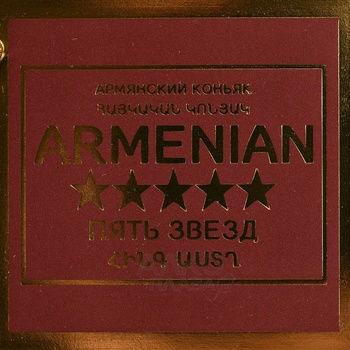 АРМЯНСКИЙ КОНЬЯК
ՀԱՅԿԱԿԱՆ ԿՈՆՅԱԿ
ARMENIAN
ПЯТЬ ЗВЕЗД
ՀԻՆԳ ԱՍՏՂ